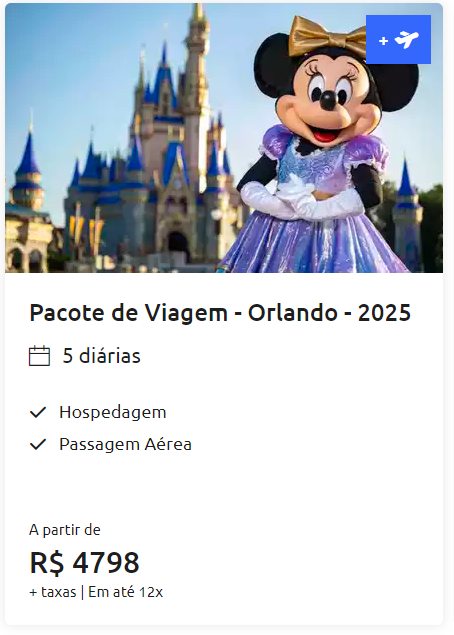 +
Pacote de Viagem - Orlando - 2025
5 diárias
Hospedagem
Passagem Aérea
A partir de
R$ 4798
+ taxas | Em até 12x